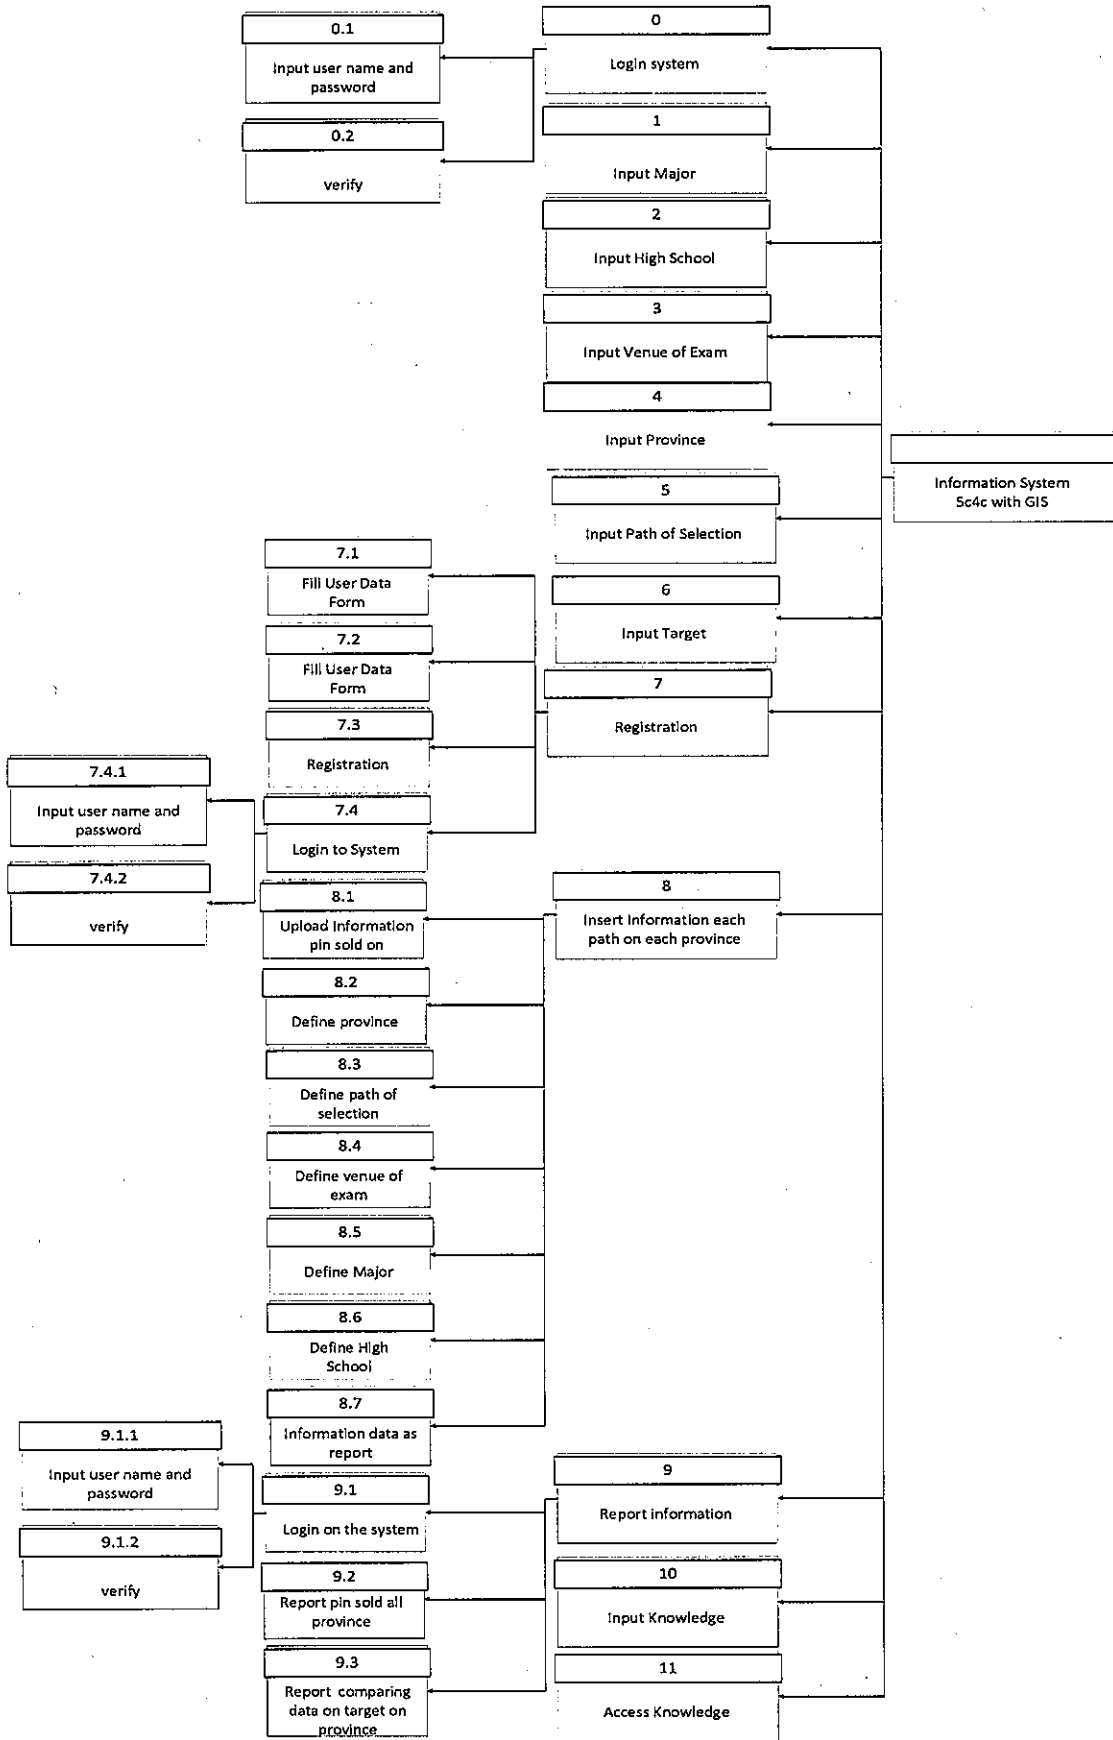 0.1
Input user name and
password
0.2
verify
0
Login system
1
Input Major
2
Input High School
3
Input Venue of Exam
4
Input Province
Information System
5c4c with GIS
5
Input Path of Selection
6
Input Target
7
Registration
7.1
Fill User Data
Form
7.2
Fill User Data
Form
7.3
Registration
7.4
Login to System
7.4.1
Input user name and
password
7.4.2
verify
8
Insert Information each
path on each province
8.1
Upload Information
pin sold on
8.2
Define province
8.3
Define path of
selection
8.4
Define venue of
exam
8.5
Define Major
8.6
Define High
School
8.7
Information data as
report
9
Report information
9.1
Login on the system
9.1.1
Input user name and
password
9.1.2
verify
9.2
Report pin sold all
province
9.3
Report comparing
data on target on
province
10
Input Knowledge
11
Access Knowledge